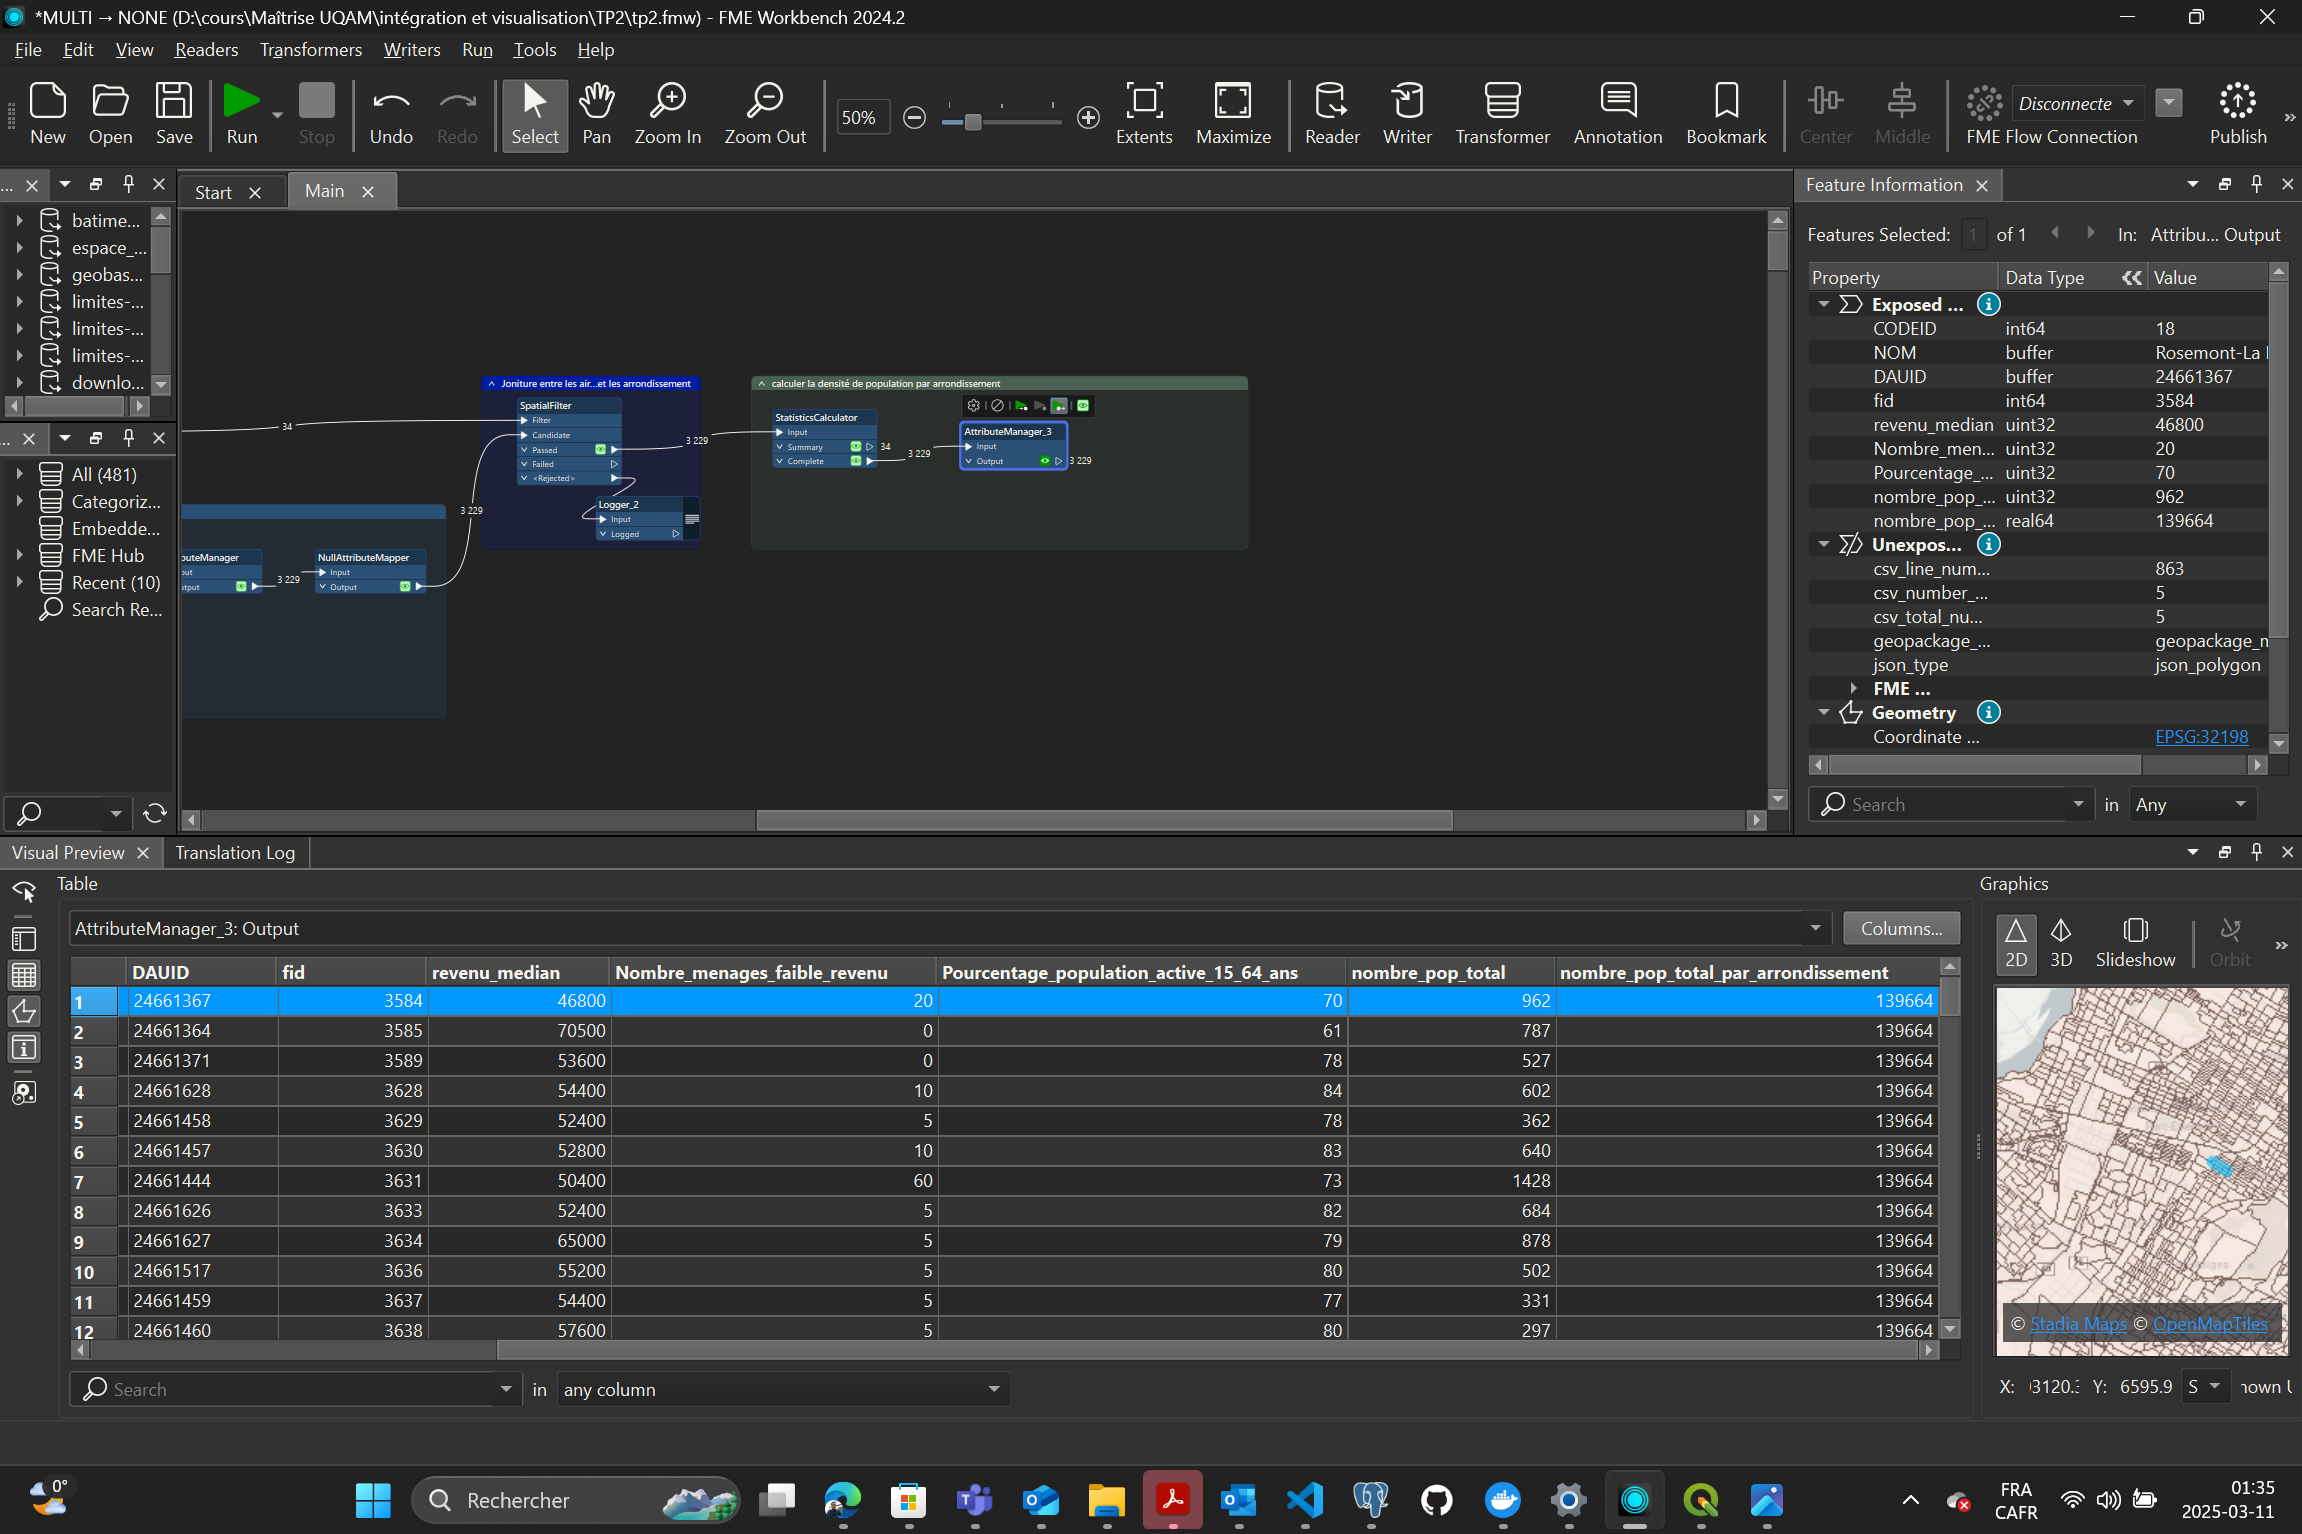 *MULTI → NONE (D:\cours\Maîtrise UQAM\intégration et visualisation\TP2\tp2.fmw) - FME Workbench 2024.2
File Edit View Readers Transformers Writers Run Tools Help
New Open Save Run Stop Undo Redo Select Pan Zoom In Zoom Out 50% Extents Maximize Reader Writer Transformer Annotation Bookmark Center Middle Disconnecte FME Flow Connection Publish
...
batime...
espace_...
geobas...
limites-...
limites-...
limites-...
downlo...
...
All (481)
Categoriz...
Embedde...
FME Hub
Recent (10)
Search Re...
Start Main
34
Joniture entre les air...et les arrondissement
SpatialFilter
Filter
Candidate
Passed
Failed
<Rejected>
3 229
3 229
Logger_2
Input
Logged
calculer la densité de population par arrondissement
StatisticsCalculator
Input
Summary 34
Complete 3 229
AttributeManager_3
Input
Output 3 229
buteManager
put
utput
3 229
NullAttributeMapper
Input
Output
Feature Information
Features Selected: 1 of 1 In: Attribu... Output
Property Data Type Value
Exposed ...
CODEID int64 18
NOM buffer Rosemont-La
DAUID buffer 24661367
fid int64 3584
revenu_median uint32 46800
Nombre_men... uint32 20
Pourcentage_... uint32 70
nombre_pop_... uint32 962
nombre_pop_... real64 139664
Unexpos...
csv_line_num... 863
csv_number_... 5
csv_total_nu... 5
geopackage_... geopackage_
json_type json_polygon
FME ...
Geometry
Coordinate ... EPSG:32198
Search in Any
Visual Preview Translation Log
Table
AttributeManager_3: Output Columns...
DAUID fid revenu_median Nombre_menages_faible_revenu Pourcentage_population_active_15_64_ans nombre_pop_total nombre_pop_total_par_arrondissement
1 24661367 3584 46800 20 70 962 139664
2 24661364 3585 70500 0 61 787 139664
3 24661371 3589 53600 0 78 527 139664
4 24661628 3628 54400 10 84 602 139664
5 24661458 3629 52400 5 78 362 139664
6 24661457 3630 52800 10 83 640 139664
7 24661444 3631 50400 60 73 1428 139664
8 24661626 3633 52400 5 82 684 139664
9 24661627 3634 65000 5 79 878 139664
10 24661517 3636 55200 5 80 502 139664
11 24661459 3637 54400 5 77 331 139664
12 24661460 3638 57600 5 80 297 139664
Search in any column
Graphics
2D 3D Slideshow Orbit
© Stadia Maps © OpenMapTiles
X: 3120.3 Y: 6595.9 S nown
0°
Rechercher
FRA
CAFR
01:35
2025-03-11